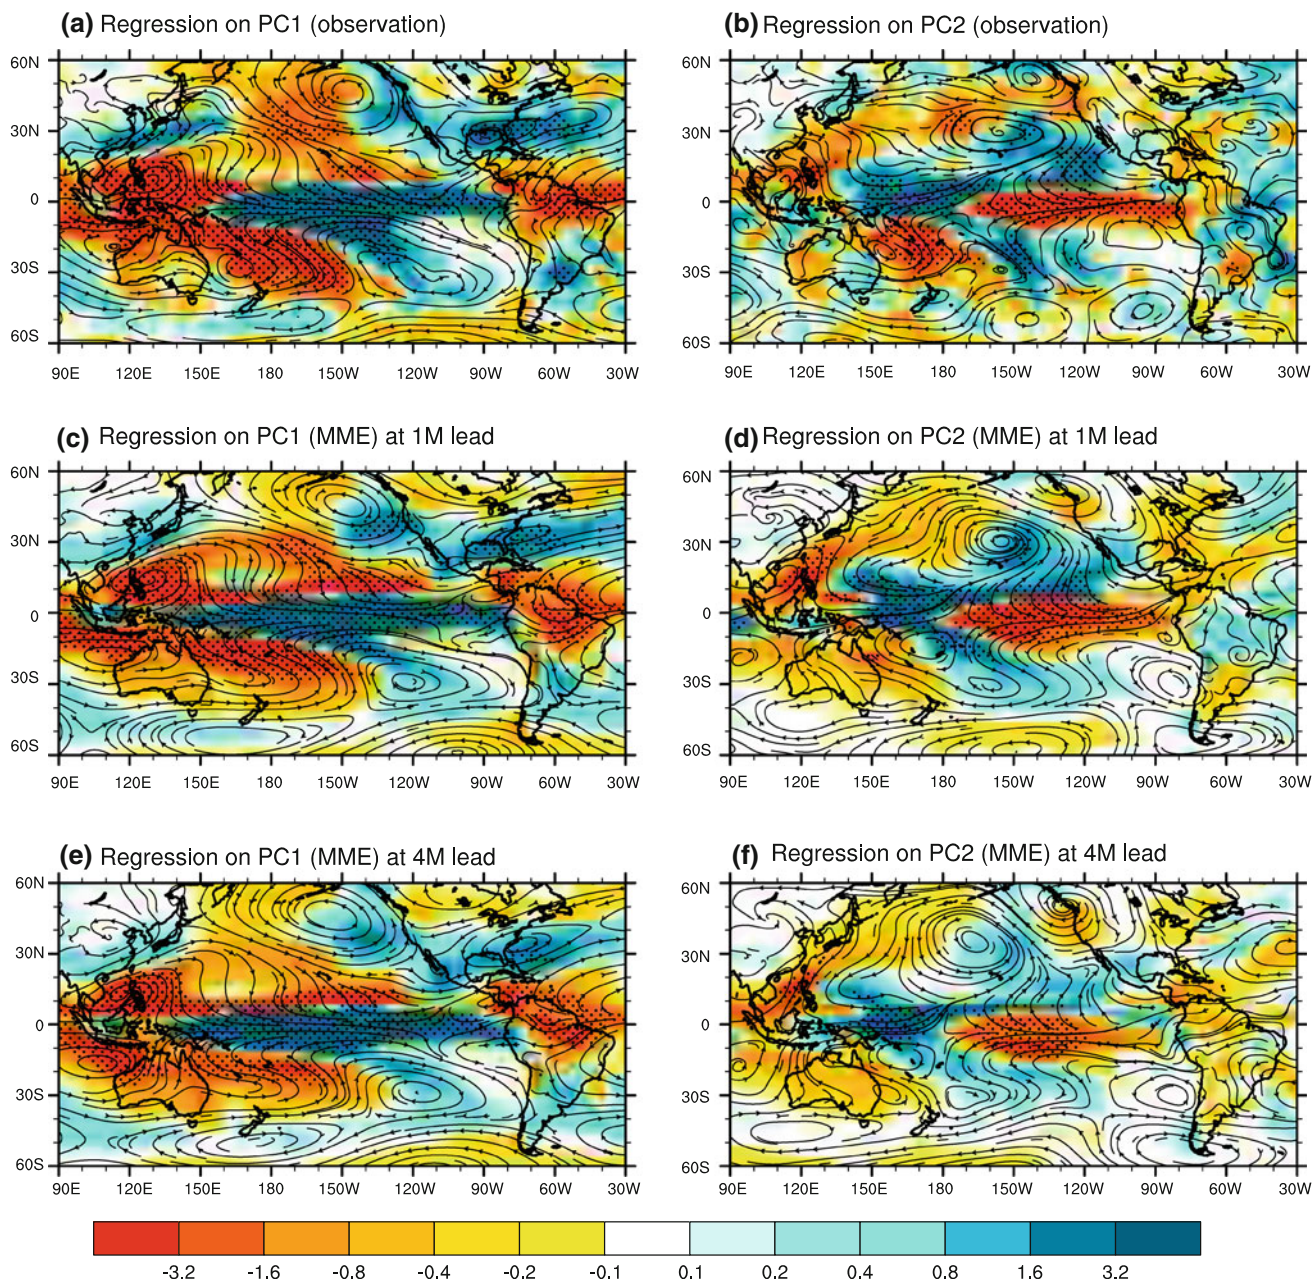 (a) Regression on PC1 (observation)
(b) Regression on PC2 (observation)
60N
30N
0
30S
60S
90E 120E 150E 180 150W 120W 90W 60W 30W
60N
30N
0
30S
60S
90E 120E 150E 180 150W 120W 90W 60W 30W
(c) Regression on PC1 (MME) at 1M lead
(d) Regression on PC2 (MME) at 1M lead
60N
30N
0
30S
60S
90E 120E 150E 180 150W 120W 90W 60W 30W
60N
30N
0
30S
60S
90E 120E 150E 180 150W 120W 90W 60W 30W
(e) Regression on PC1 (MME) at 4M lead
(f) Regression on PC2 (MME) at 4M lead
60N
30N
0
30S
60S
90E 120E 150E 180 150W 120W 90W 60W 30W
60N
30N
0
30S
60S
90E 120E 150E 180 150W 120W 90W 60W 30W
-3.2 -1.6 -0.8 -0.4 -0.2 -0.1 0.1 0.2 0.4 0.8 1.6 3.2